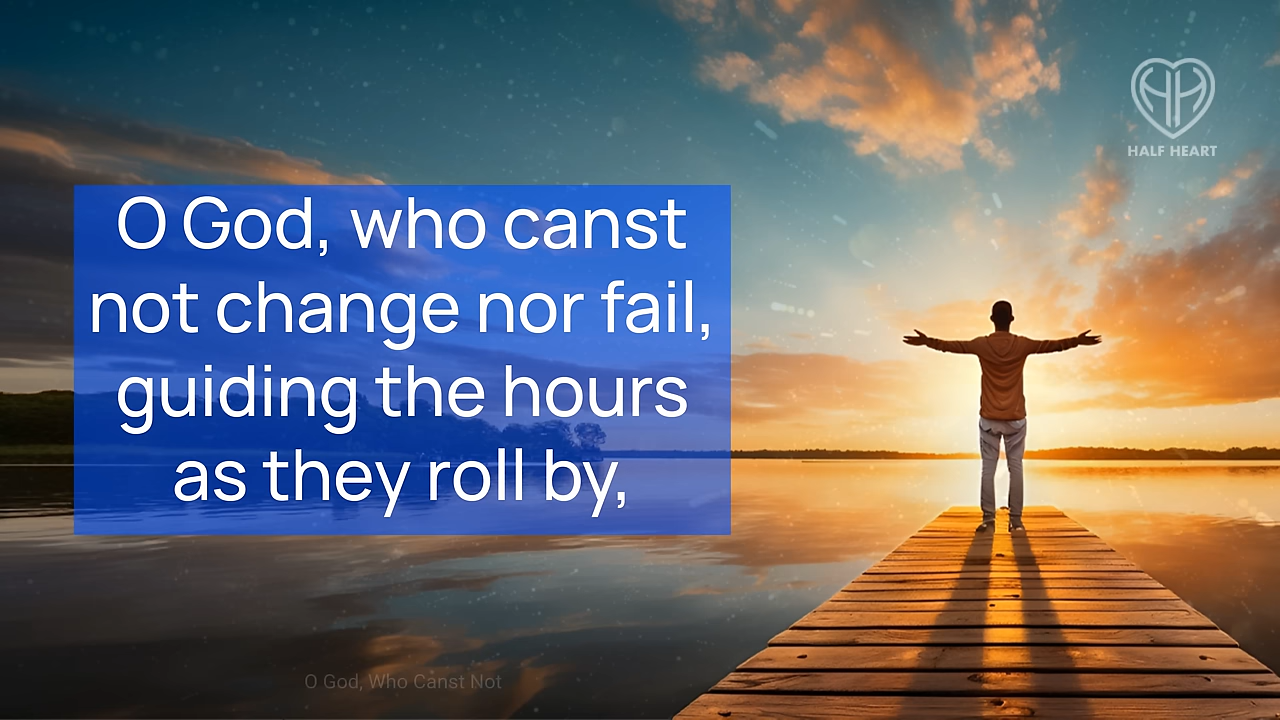 HALF HEART
O God, who canst
not change nor fail,
guiding the hours
as they roll by,
O God, Who Canst Not